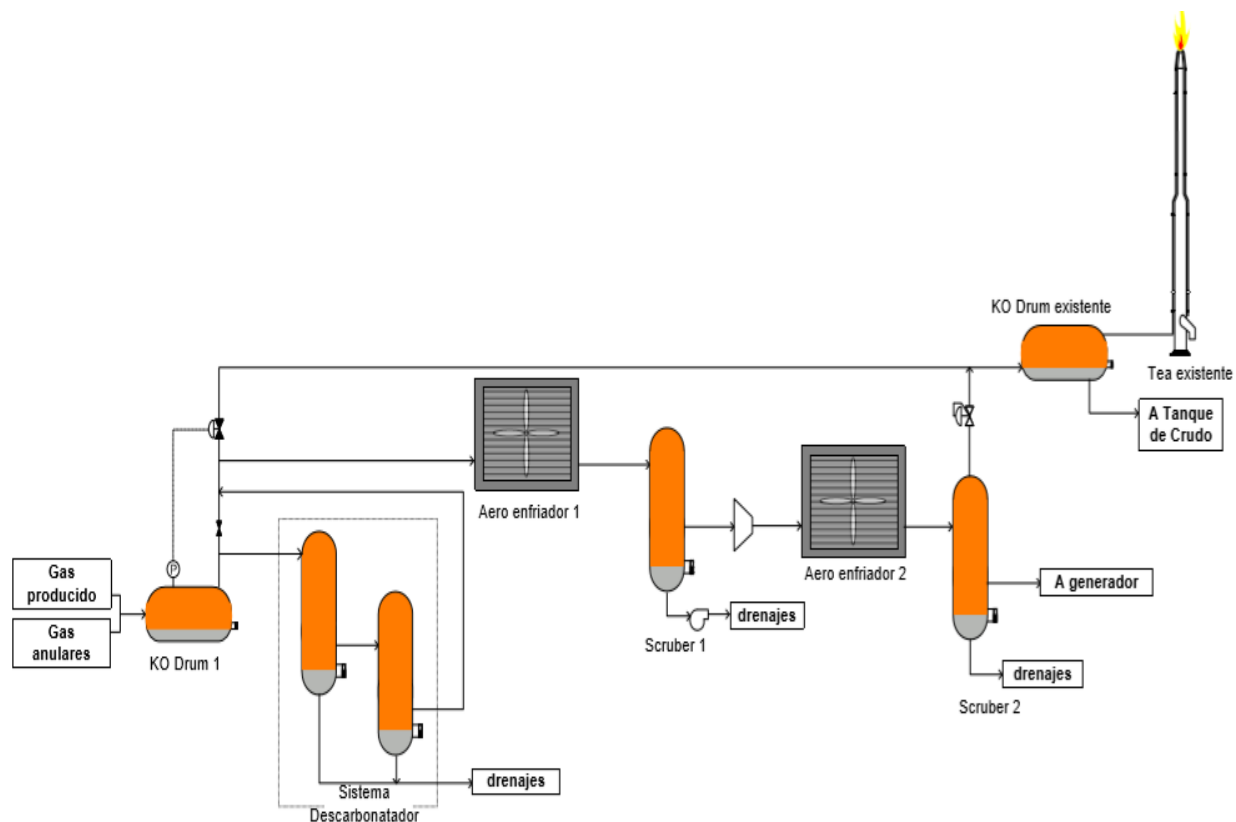 KO Drum existente
Tea existente
A Tanque
de Crudo
Aero enfriador 1
Aero enfriador 2
Gas
producido
Gas
anulares
P
KO Drum 1
A generador
drenajes
Scruber 1
drenajes
Scruber 2
drenajes
Sistema
Descarbonatador